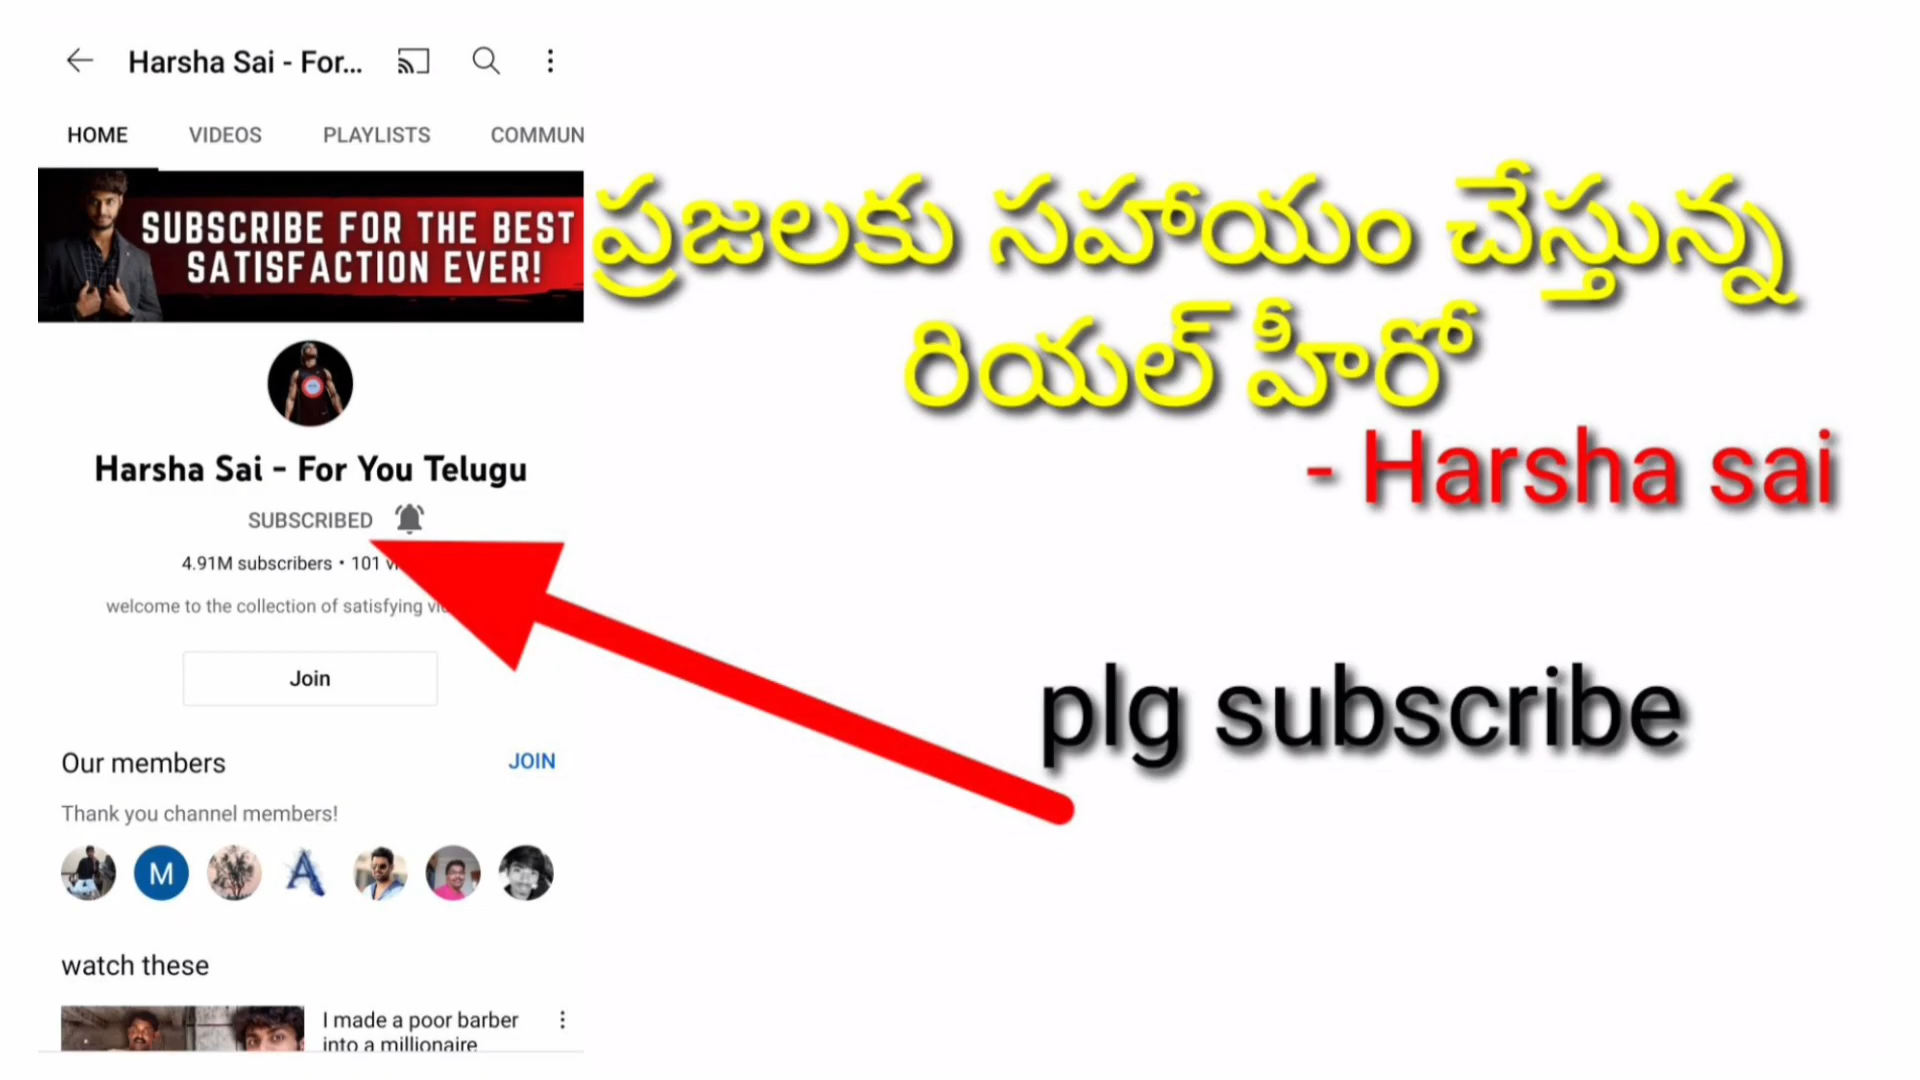 Harsha Sai - For...
HOME VIDEOS PLAYLISTS COMMUN
SUBSCRIBE FOR THE BEST
SATISFACTION EVER!
Harsha Sai - For You Telugu
SUBSCRIBED
4.91M subscribers • 101
welcome to the collection of satisfying
Join
Our members JOIN
Thank you channel members!
M A
watch these
I made a poor barber
into a millionaire
ప్రజలకు సహాయం చేస్తున్న
రియల్ హీరో
- Harsha sai
plg subscribe